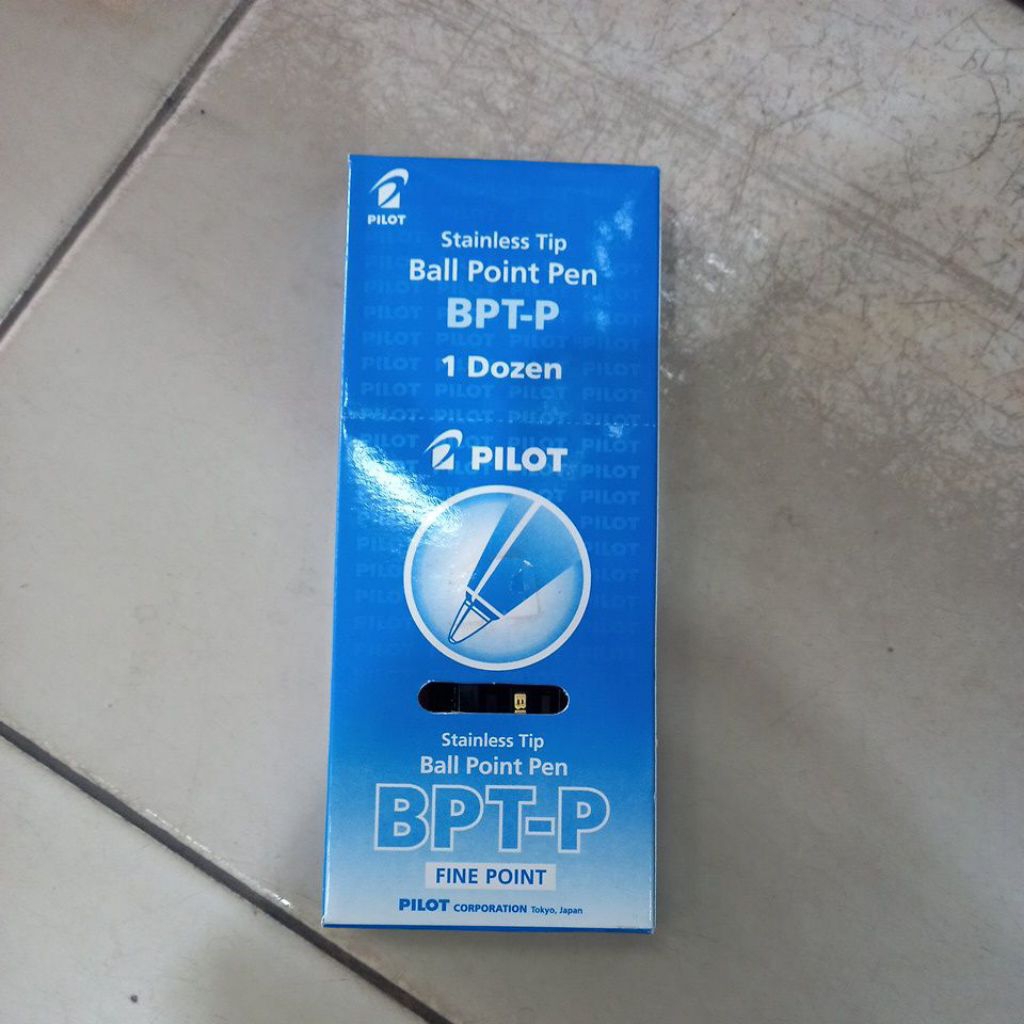 PILOT
Stainless Tip
Ball Point Pen
BPT-P
1 Dozen
PILOT
Stainless Tip
Ball Point Pen
BPT-P
FINE POINT
PILOT CORPORATION Tokyo, Japan